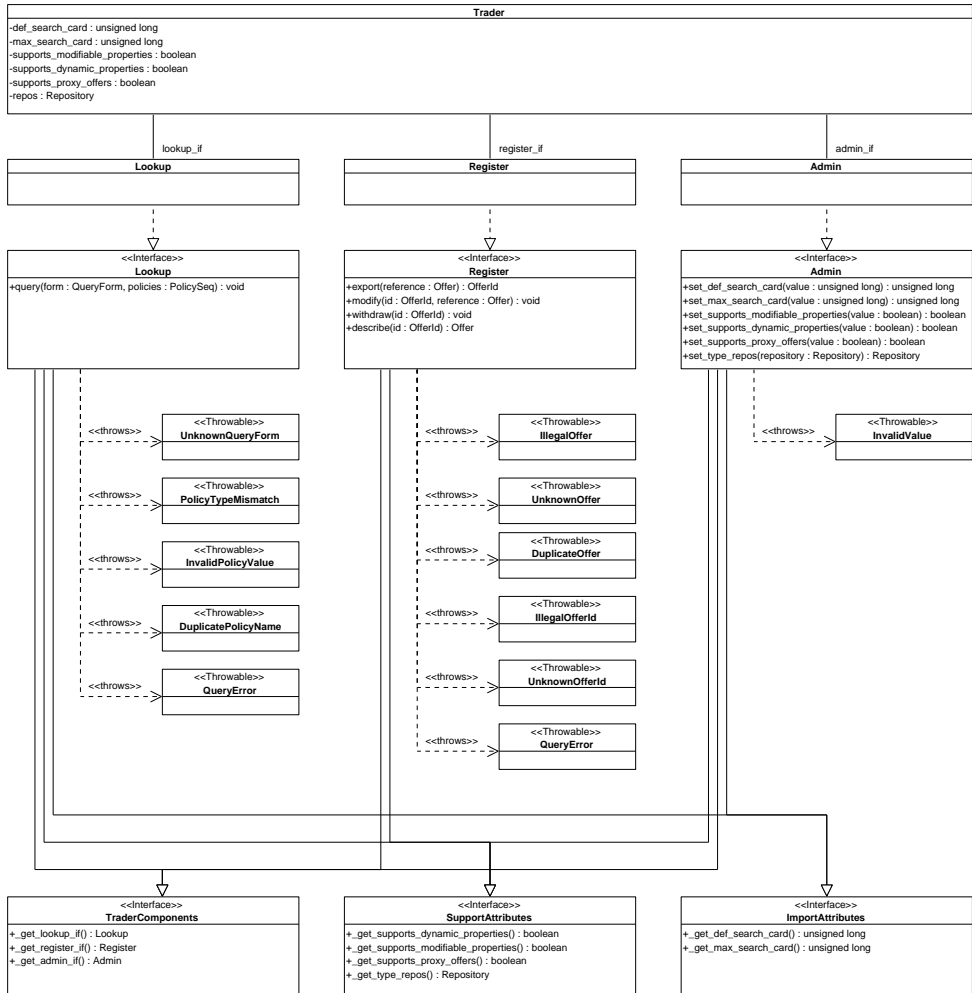 Trader
-def_search_card : unsigned long
-max_search_card : unsigned long
-supports_modifiable_properties : boolean
-supports_dynamic_properties : boolean
-supports_proxy_offers : boolean
-repos : Repository
lookup_if
register_if
admin_if
Lookup
Register
Admin
<<Interface>>
Lookup
+query(form : QueryForm, policies : PolicySeq) : void
<<Interface>>
Register
+export(reference : Offer) : OfferId
+modify(id : OfferId, reference : Offer) : void
+withdraw(id : OfferId) : void
+describe(id : OfferId) : Offer
<<Interface>>
Admin
+set_def_search_card(value : unsigned long) : unsigned long
+set_max_search_card(value : unsigned long) : unsigned long
+set_supports_modifiable_properties(value : boolean) : boolean
+set_supports_dynamic_properties(value : boolean) : boolean
+set_supports_proxy_offers(value : boolean) : boolean
+set_type_repos(repository : Repository) : Repository
<<throws>>
<<Throwable>>
UnknownQueryForm
<<throws>>
<<Throwable>>
PolicyTypeMismatch
<<throws>>
<<Throwable>>
InvalidPolicyValue
<<throws>>
<<Throwable>>
DuplicatePolicyName
<<throws>>
<<Throwable>>
QueryError
<<throws>>
<<Throwable>>
IllegalOffer
<<throws>>
<<Throwable>>
UnknownOffer
<<throws>>
<<Throwable>>
DuplicateOffer
<<throws>>
<<Throwable>>
IllegalOfferId
<<throws>>
<<Throwable>>
UnknownOfferId
<<throws>>
<<Throwable>>
QueryError
<<throws>>
<<Throwable>>
InvalidValue
<<Interface>>
TraderComponents
+_get_lookup_if() : Lookup
+_get_register_if() : Register
+_get_admin_if() : Admin
<<Interface>>
SupportAttributes
+_get_supports_dynamic_properties() : boolean
+_get_supports_modifiable_properties() : boolean
+_get_supports_proxy_offers() : boolean
+_get_type_repos() : Repository
<<Interface>>
ImportAttributes
+_get_def_search_card() : unsigned long
+_get_max_search_card() : unsigned long